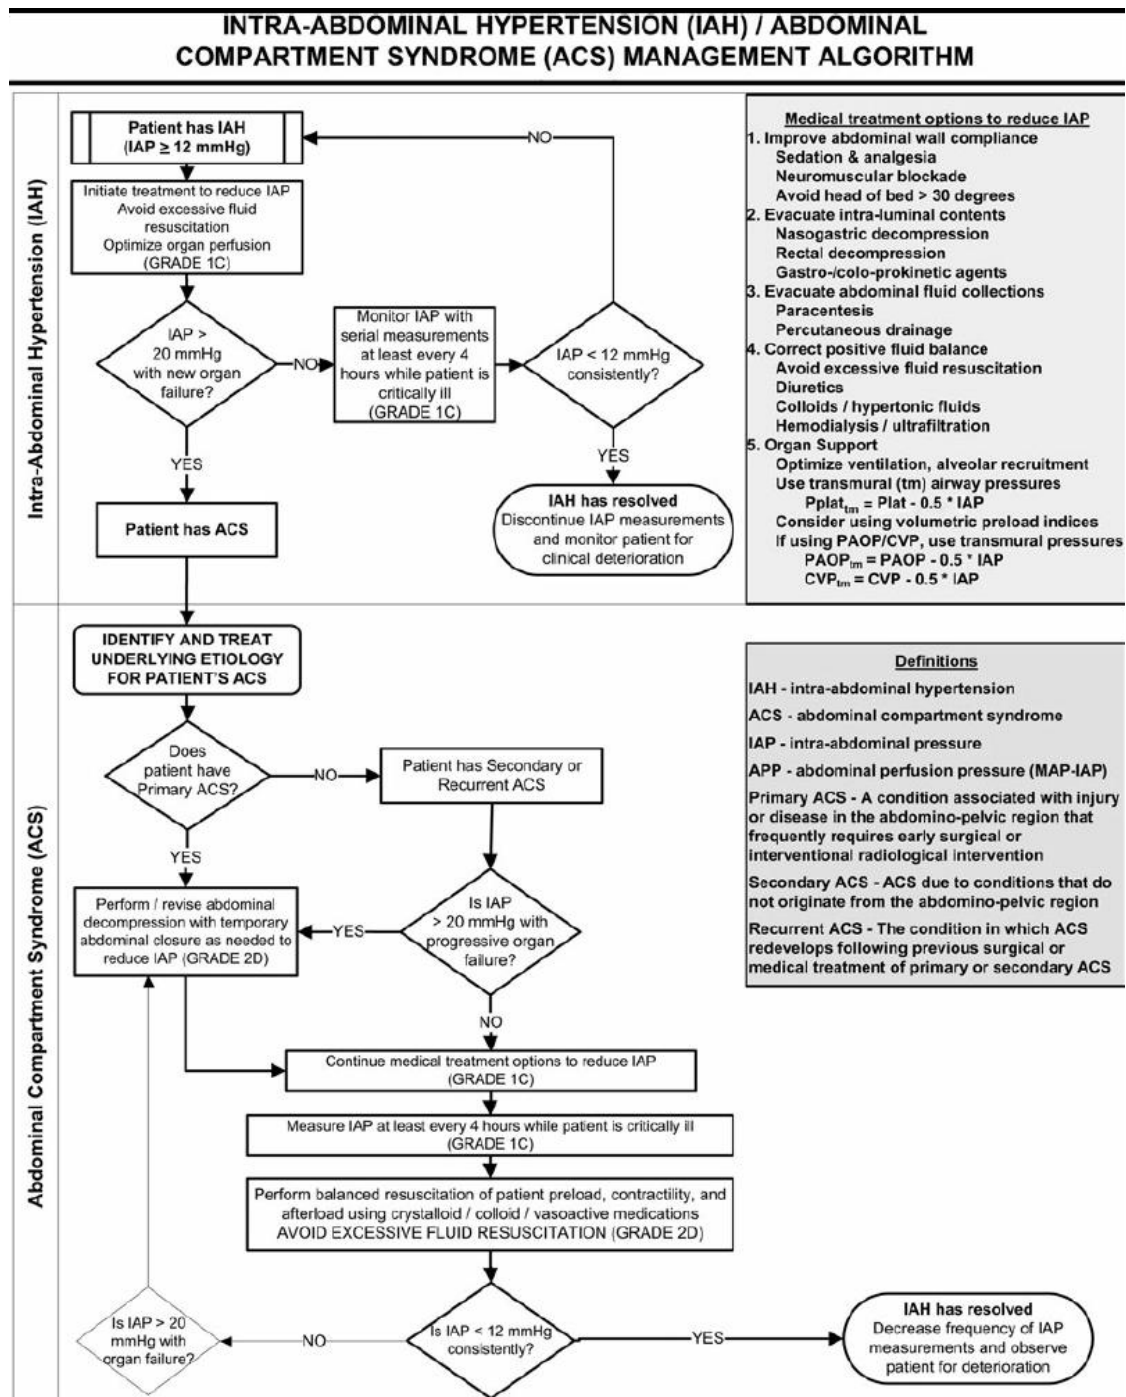 INTRA-ABDOMINAL HYPERTENSION (IAH) / ABDOMINAL
COMPARTMENT SYNDROME (ACS) MANAGEMENT ALGORITHM
Intra-Abdominal Hypertension (IAH)
Patient has IAH
(IAP ≥ 12 mmHg)
NO
Initiate treatment to reduce IAP
Avoid excessive fluid
resuscitation
Optimize organ perfusion
(GRADE 1C)
IAP >
20 mmHg
with new organ
failure?
NO
Monitor IAP with
serial measurements
at least every 4
hours while patient is
critically ill
(GRADE 1C)
IAP < 12 mmHg
consistently?
YES
YES
Patient has ACS
IAH has resolved
Discontinue IAP measurements
and monitor patient for
clinical deterioration
Medical treatment options to reduce IAP
1. Improve abdominal wall compliance
Sedation & analgesia
Neuromuscular blockade
Avoid head of bed > 30 degrees
2. Evacuate intra-luminal contents
Nasogastric decompression
Rectal decompression
Gastro-/colo-prokinetic agents
3. Evacuate abdominal fluid collections
Paracentesis
Percutaneous drainage
4. Correct positive fluid balance
Avoid excessive fluid resuscitation
Diuretics
Colloids / hypertonic fluids
Hemodialysis / ultrafiltration
5. Organ Support
Optimize ventilation, alveolar recruitment
Use transmural (tm) airway pressures
Pplattm = Plat - 0.5 * IAP
Consider using volumetric preload indices
If using PAOP/CVP, use transmural pressures
PAOPtm = PAOP - 0.5 * IAP
CVPtm = CVP - 0.5 * IAP
Abdominal Compartment Syndrome (ACS)
IDENTIFY AND TREAT
UNDERLYING ETIOLOGY
FOR PATIENT'S ACS
Does
patient have
Primary ACS?
NO
Patient has Secondary or
Recurrent ACS
YES
Perform / revise abdominal
decompression with temporary
abdominal closure as needed to
reduce IAP (GRADE 2D)
YES
Is IAP
> 20 mmHg with
progressive organ
failure?
NO
Continue medical treatment options to reduce IAP
(GRADE 1C)
Measure IAP at least every 4 hours while patient is critically ill
(GRADE 1C)
Perform balanced resuscitation of patient preload, contractility, and
afterload using crystalloid / colloid / vasoactive medications
AVOID EXCESSIVE FLUID RESUSCITATION (GRADE 2D)
Is IAP > 20
mmHg with
organ failure?
NO
Is IAP < 12 mmHg
consistently?
YES
IAH has resolved
Decrease frequency of IAP
measurements and observe
patient for deterioration
Definitions
IAH - intra-abdominal hypertension
ACS - abdominal compartment syndrome
IAP - intra-abdominal pressure
APP - abdominal perfusion pressure (MAP-IAP)
Primary ACS - A condition associated with injury
or disease in the abdomino-pelvic region that
frequently requires early surgical or
interventional radiological intervention
Secondary ACS - ACS due to conditions that do
not originate from the abdomino-pelvic region
Recurrent ACS - The condition in which ACS
redevelops following previous surgical or
medical treatment of primary or secondary ACS